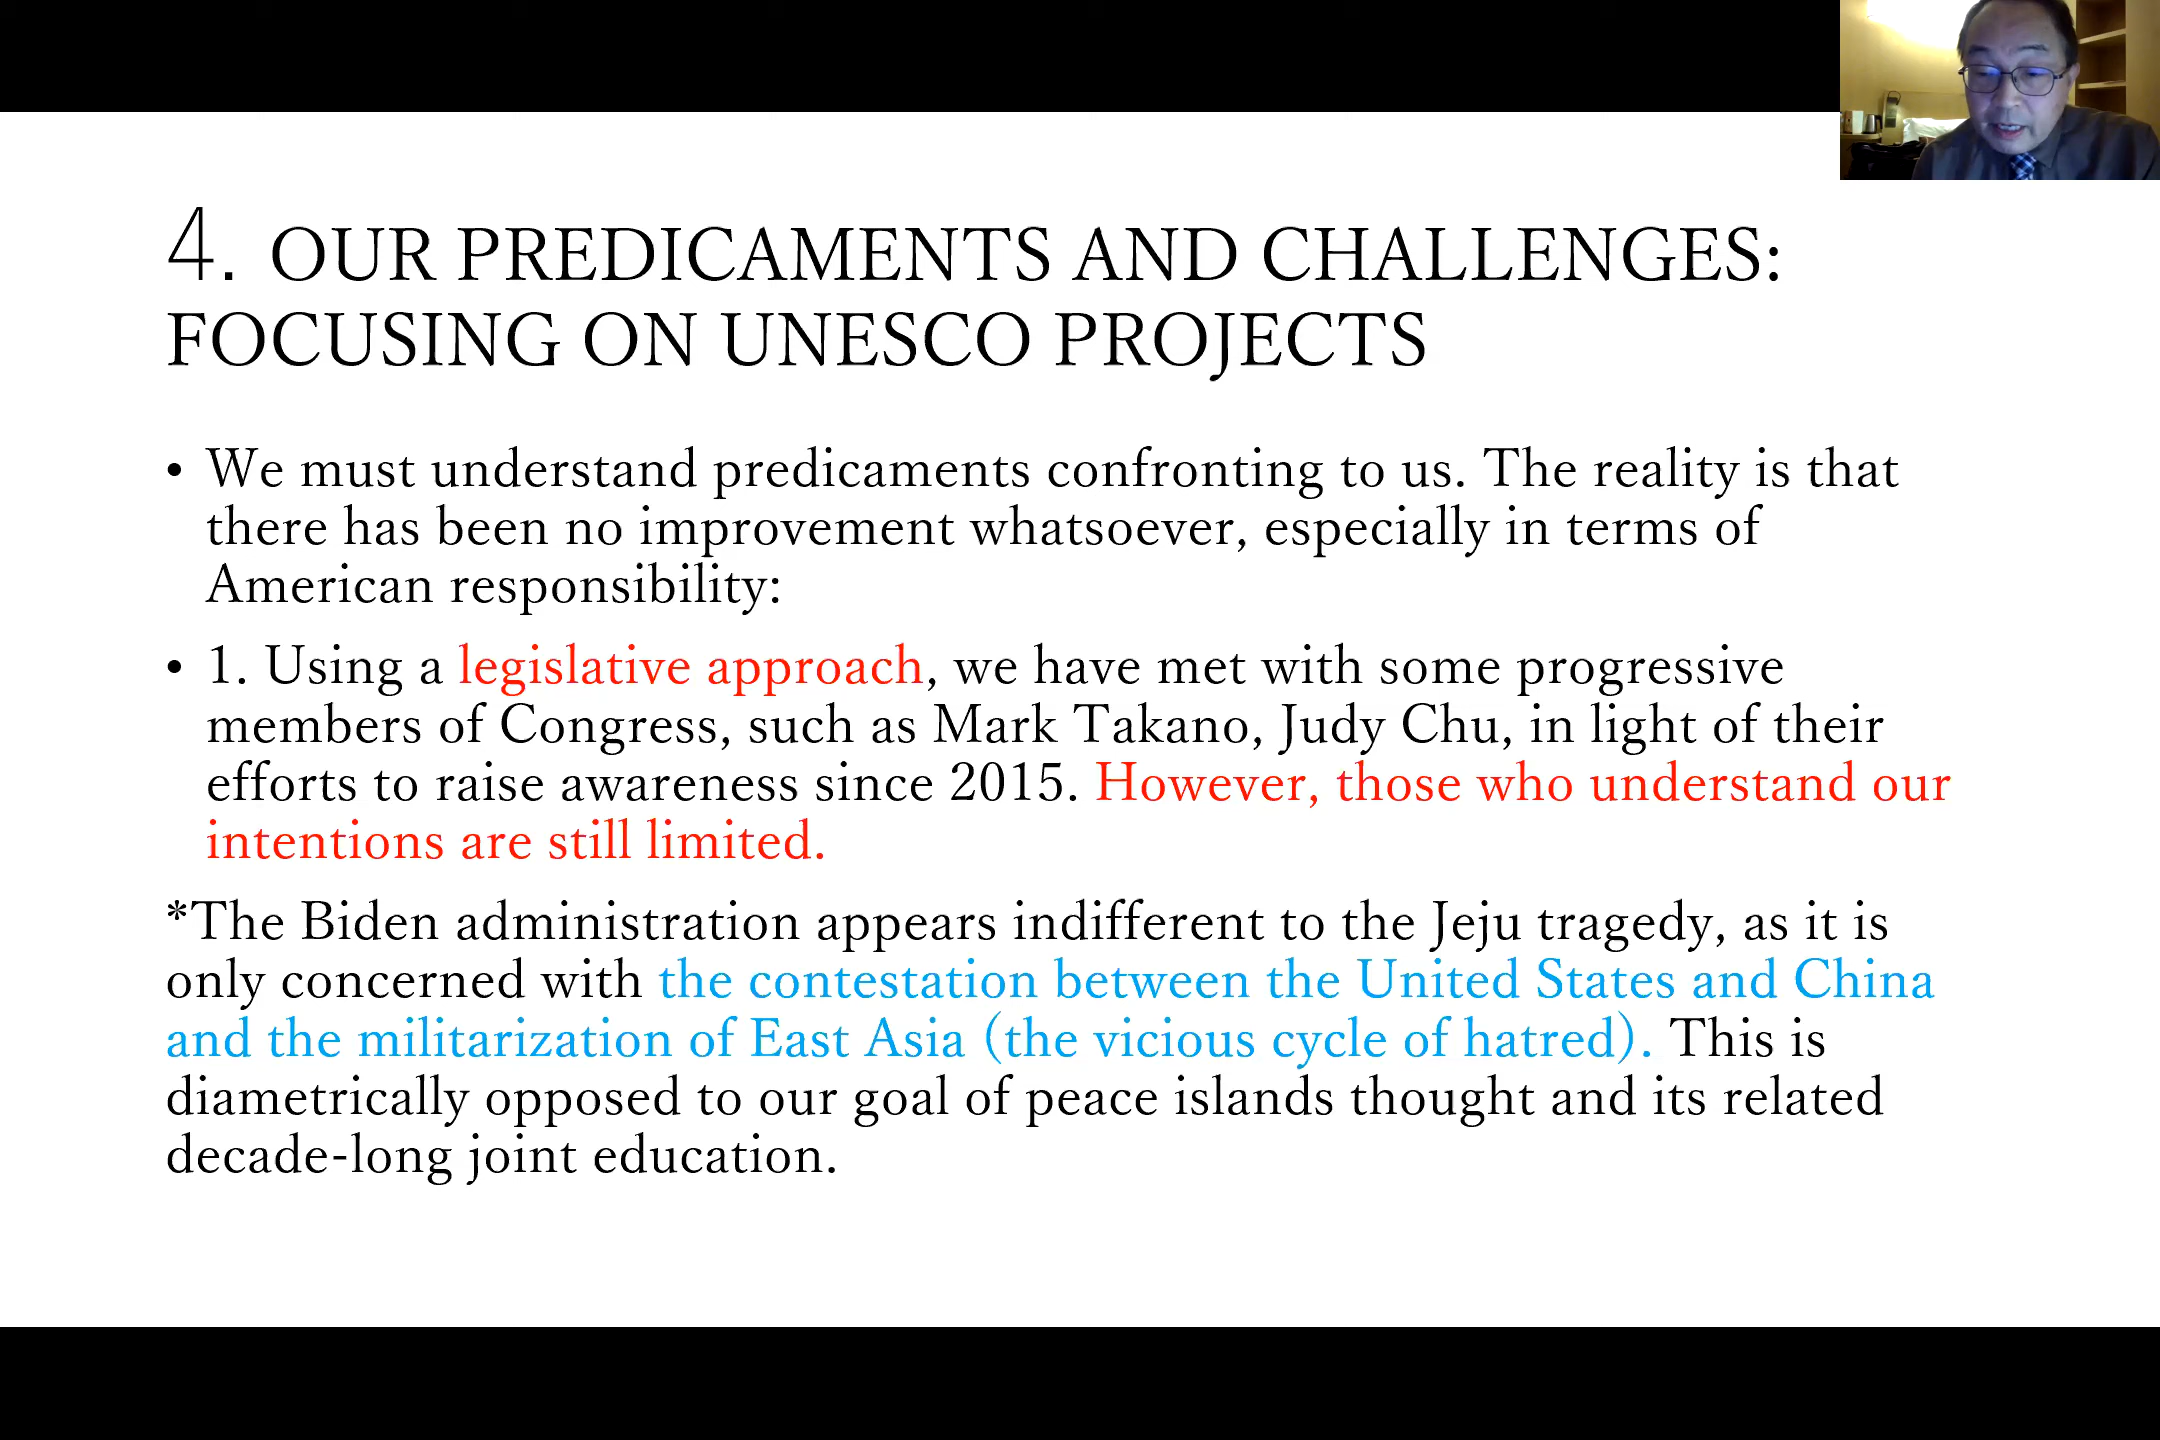 4. OUR PREDICAMENTS AND CHALLENGES:
FOCUSING ON UNESCO PROJECTS
• We must understand predicaments confronting to us. The reality is that
there has been no improvement whatsoever, especially in terms of
American responsibility:
• 1. Using a legislative approach, we have met with some progressive
members of Congress, such as Mark Takano, Judy Chu, in light of their
efforts to raise awareness since 2015. However, those who understand our
intentions are still limited.
*The Biden administration appears indifferent to the Jeju tragedy, as it is
only concerned with the contestation between the United States and China
and the militarization of East Asia (the vicious cycle of hatred). This is
diametrically opposed to our goal of peace islands thought and its related
decade-long joint education.